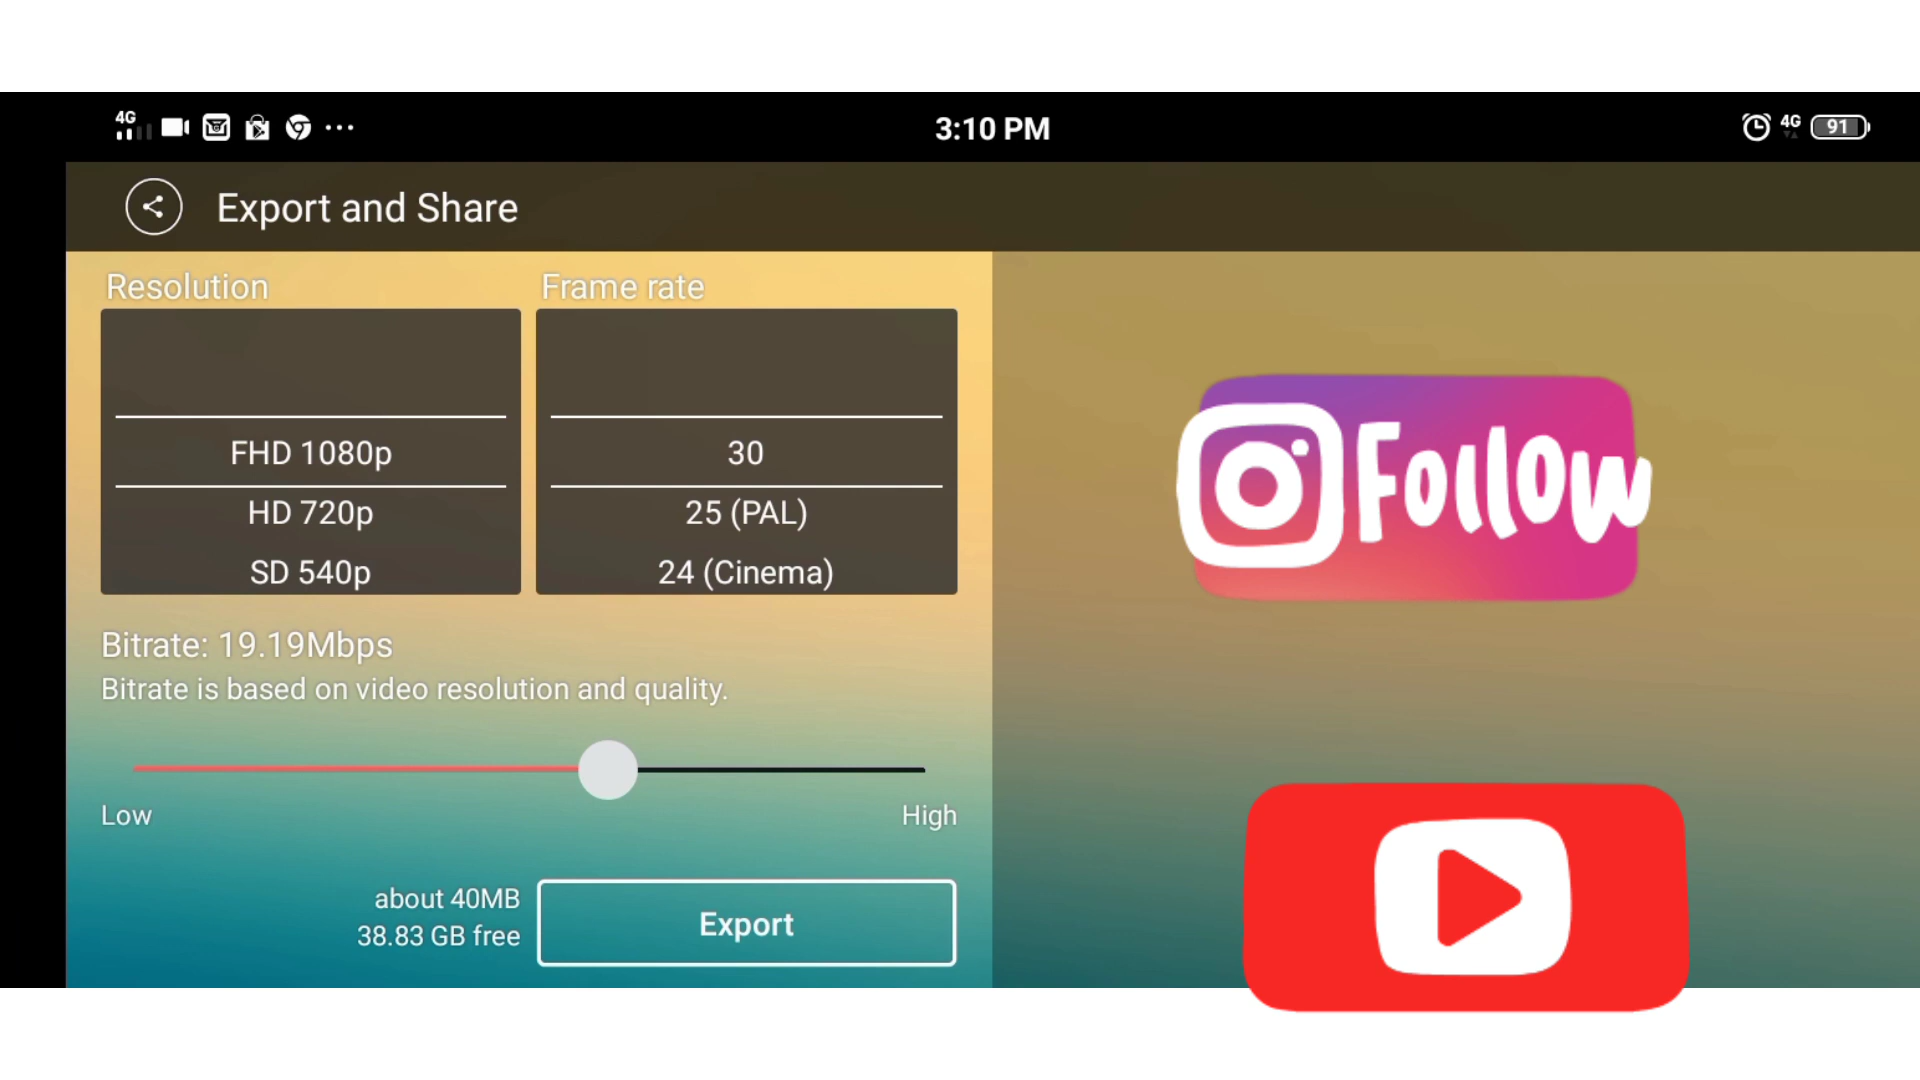 4G
3:10 PM
4G
91
Export and Share
Resolution
Frame rate
FHD 1080p
30
HD 720p
25 (PAL)
SD 540p
24 (Cinema)
Bitrate: 19.19Mbps
Bitrate is based on video resolution and quality.
Low
High
about 40MB
38.83 GB free
Export
Follow